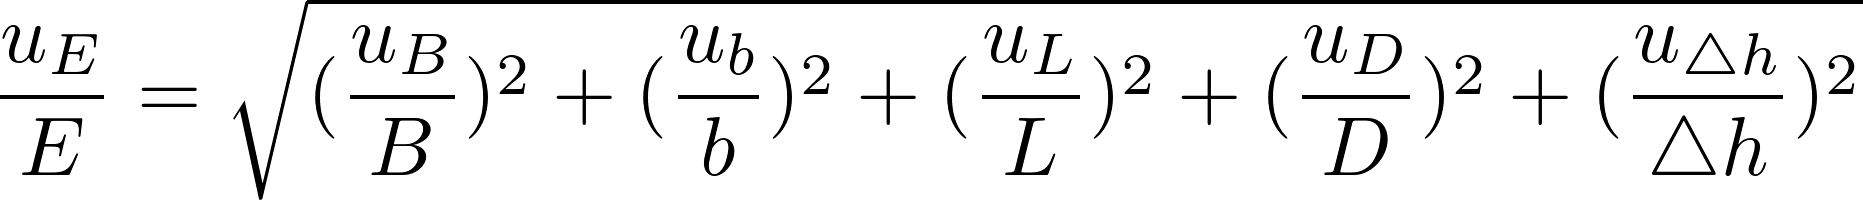 \frac{u_E}{E} = \sqrt{(\frac{u_B}{B})^2 + (\frac{u_b}{b})^2 + (\frac{u_L}{L})^2 + (\frac{u_D}{D})^2 + (\frac{u_{\triangle h}}{\triangle h})^2}